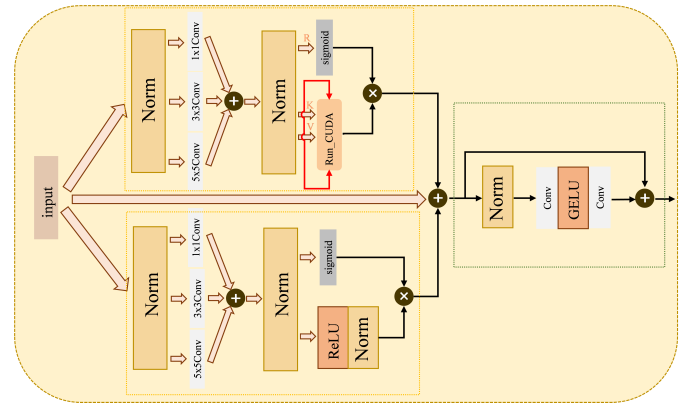 input
Norm
1x1Conv
3x3Conv
5x5Conv
Norm
R
K
V
sigmoid
Run_CUDA
Norm
1x1Conv
3x3Conv
5x5Conv
Norm
sigmoid
ReLU
Norm
Norm
Conv
GELU
Conv